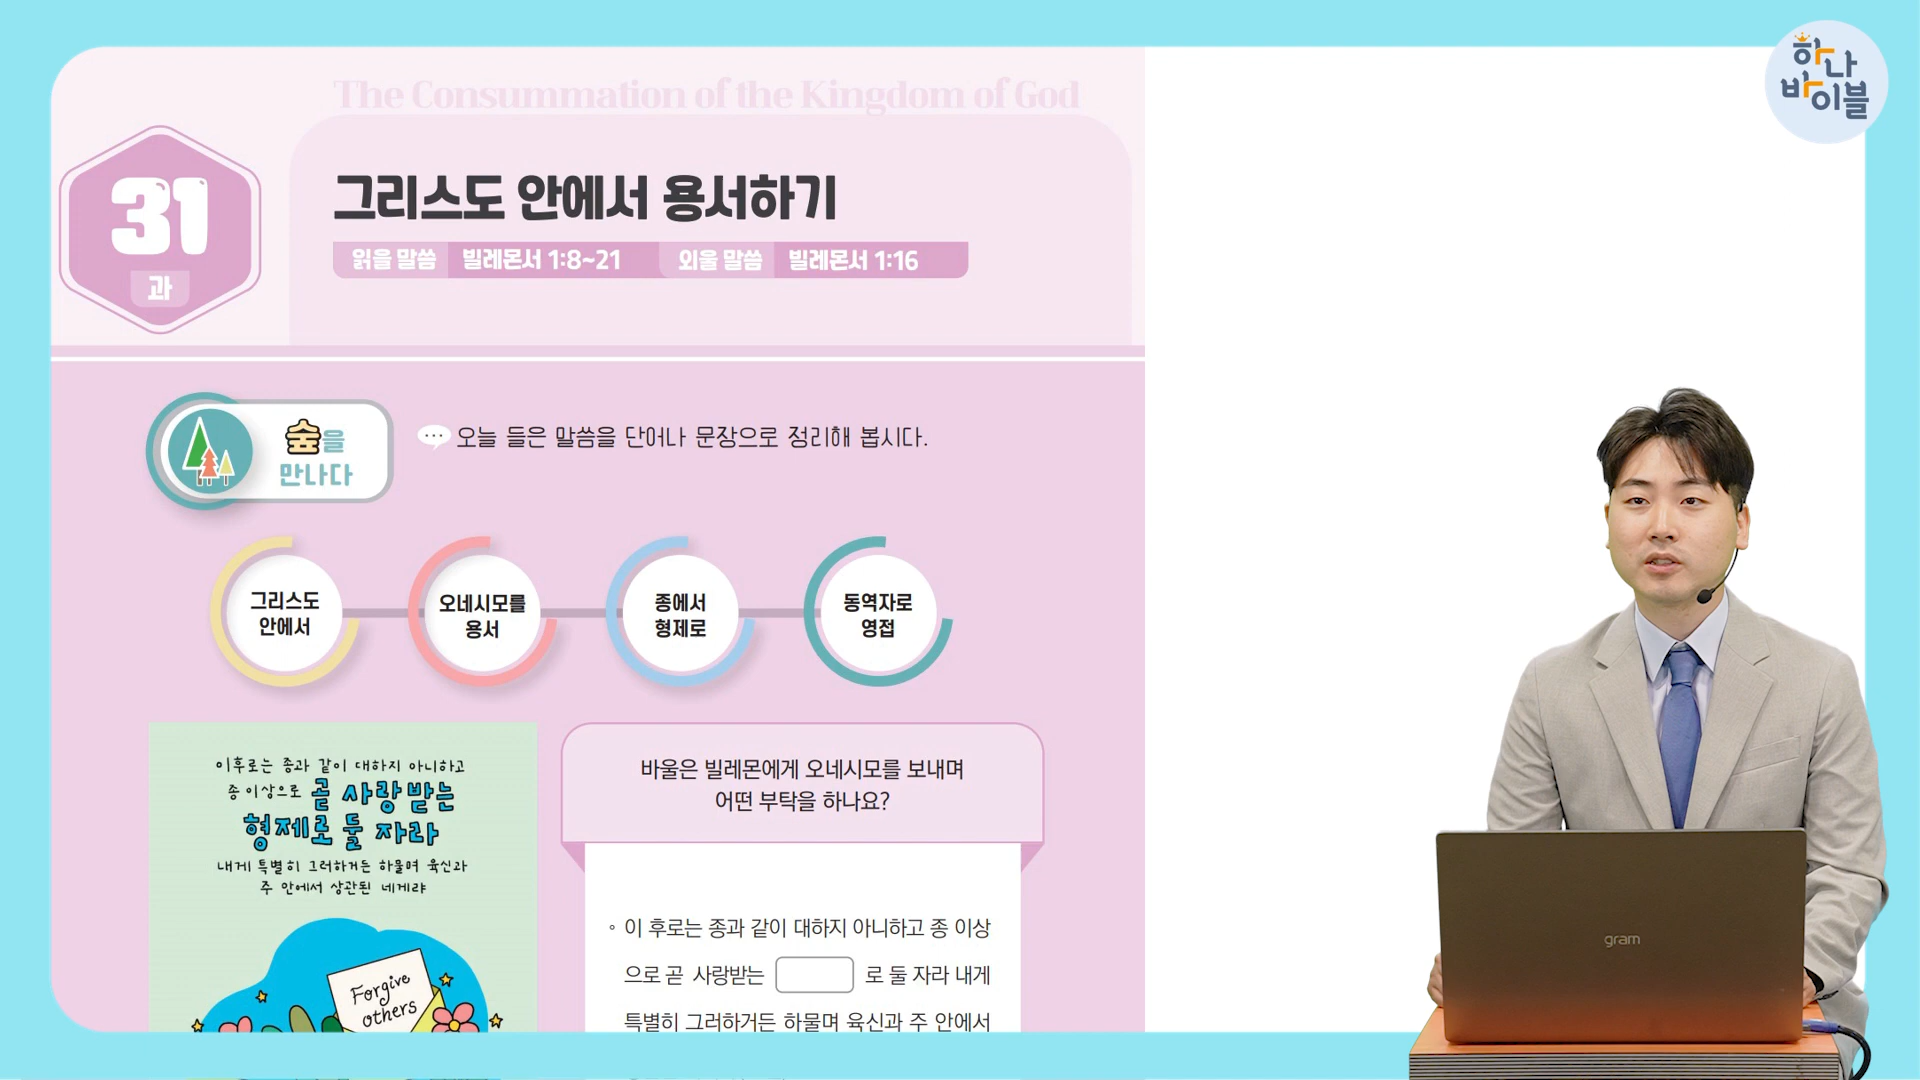 하나
바이블
The Consummation of the Kingdom of God
31
과
그리스도 안에서 용서하기
읽을 말씀 빌레몬서 1:8~21 외울 말씀 빌레몬서 1:16
숲을
만나다
오늘 들은 말씀을 단어나 문장으로 정리해 봅시다.
그리스도
안에서
오네시모를
용서
종에서
형제로
동역자로
영접
이후로는 종과 같이 대하지 아니하고
종 이상으로 곧 사랑 받는
형제로 둘 자라
내게 특별히 그러하거든 하물며 육신과
주 안에서 상관된 네게랴
Forgive
others
바울은 빌레몬에게 오네시모를 보내며
어떤 부탁을 하나요?
◦ 이 후로는 종과 같이 대하지 아니하고 종 이상
으로 곧 사랑받는 로 둘 자라 내게
특별히 그러하거든 하물며 육신과 주 안에서
gram